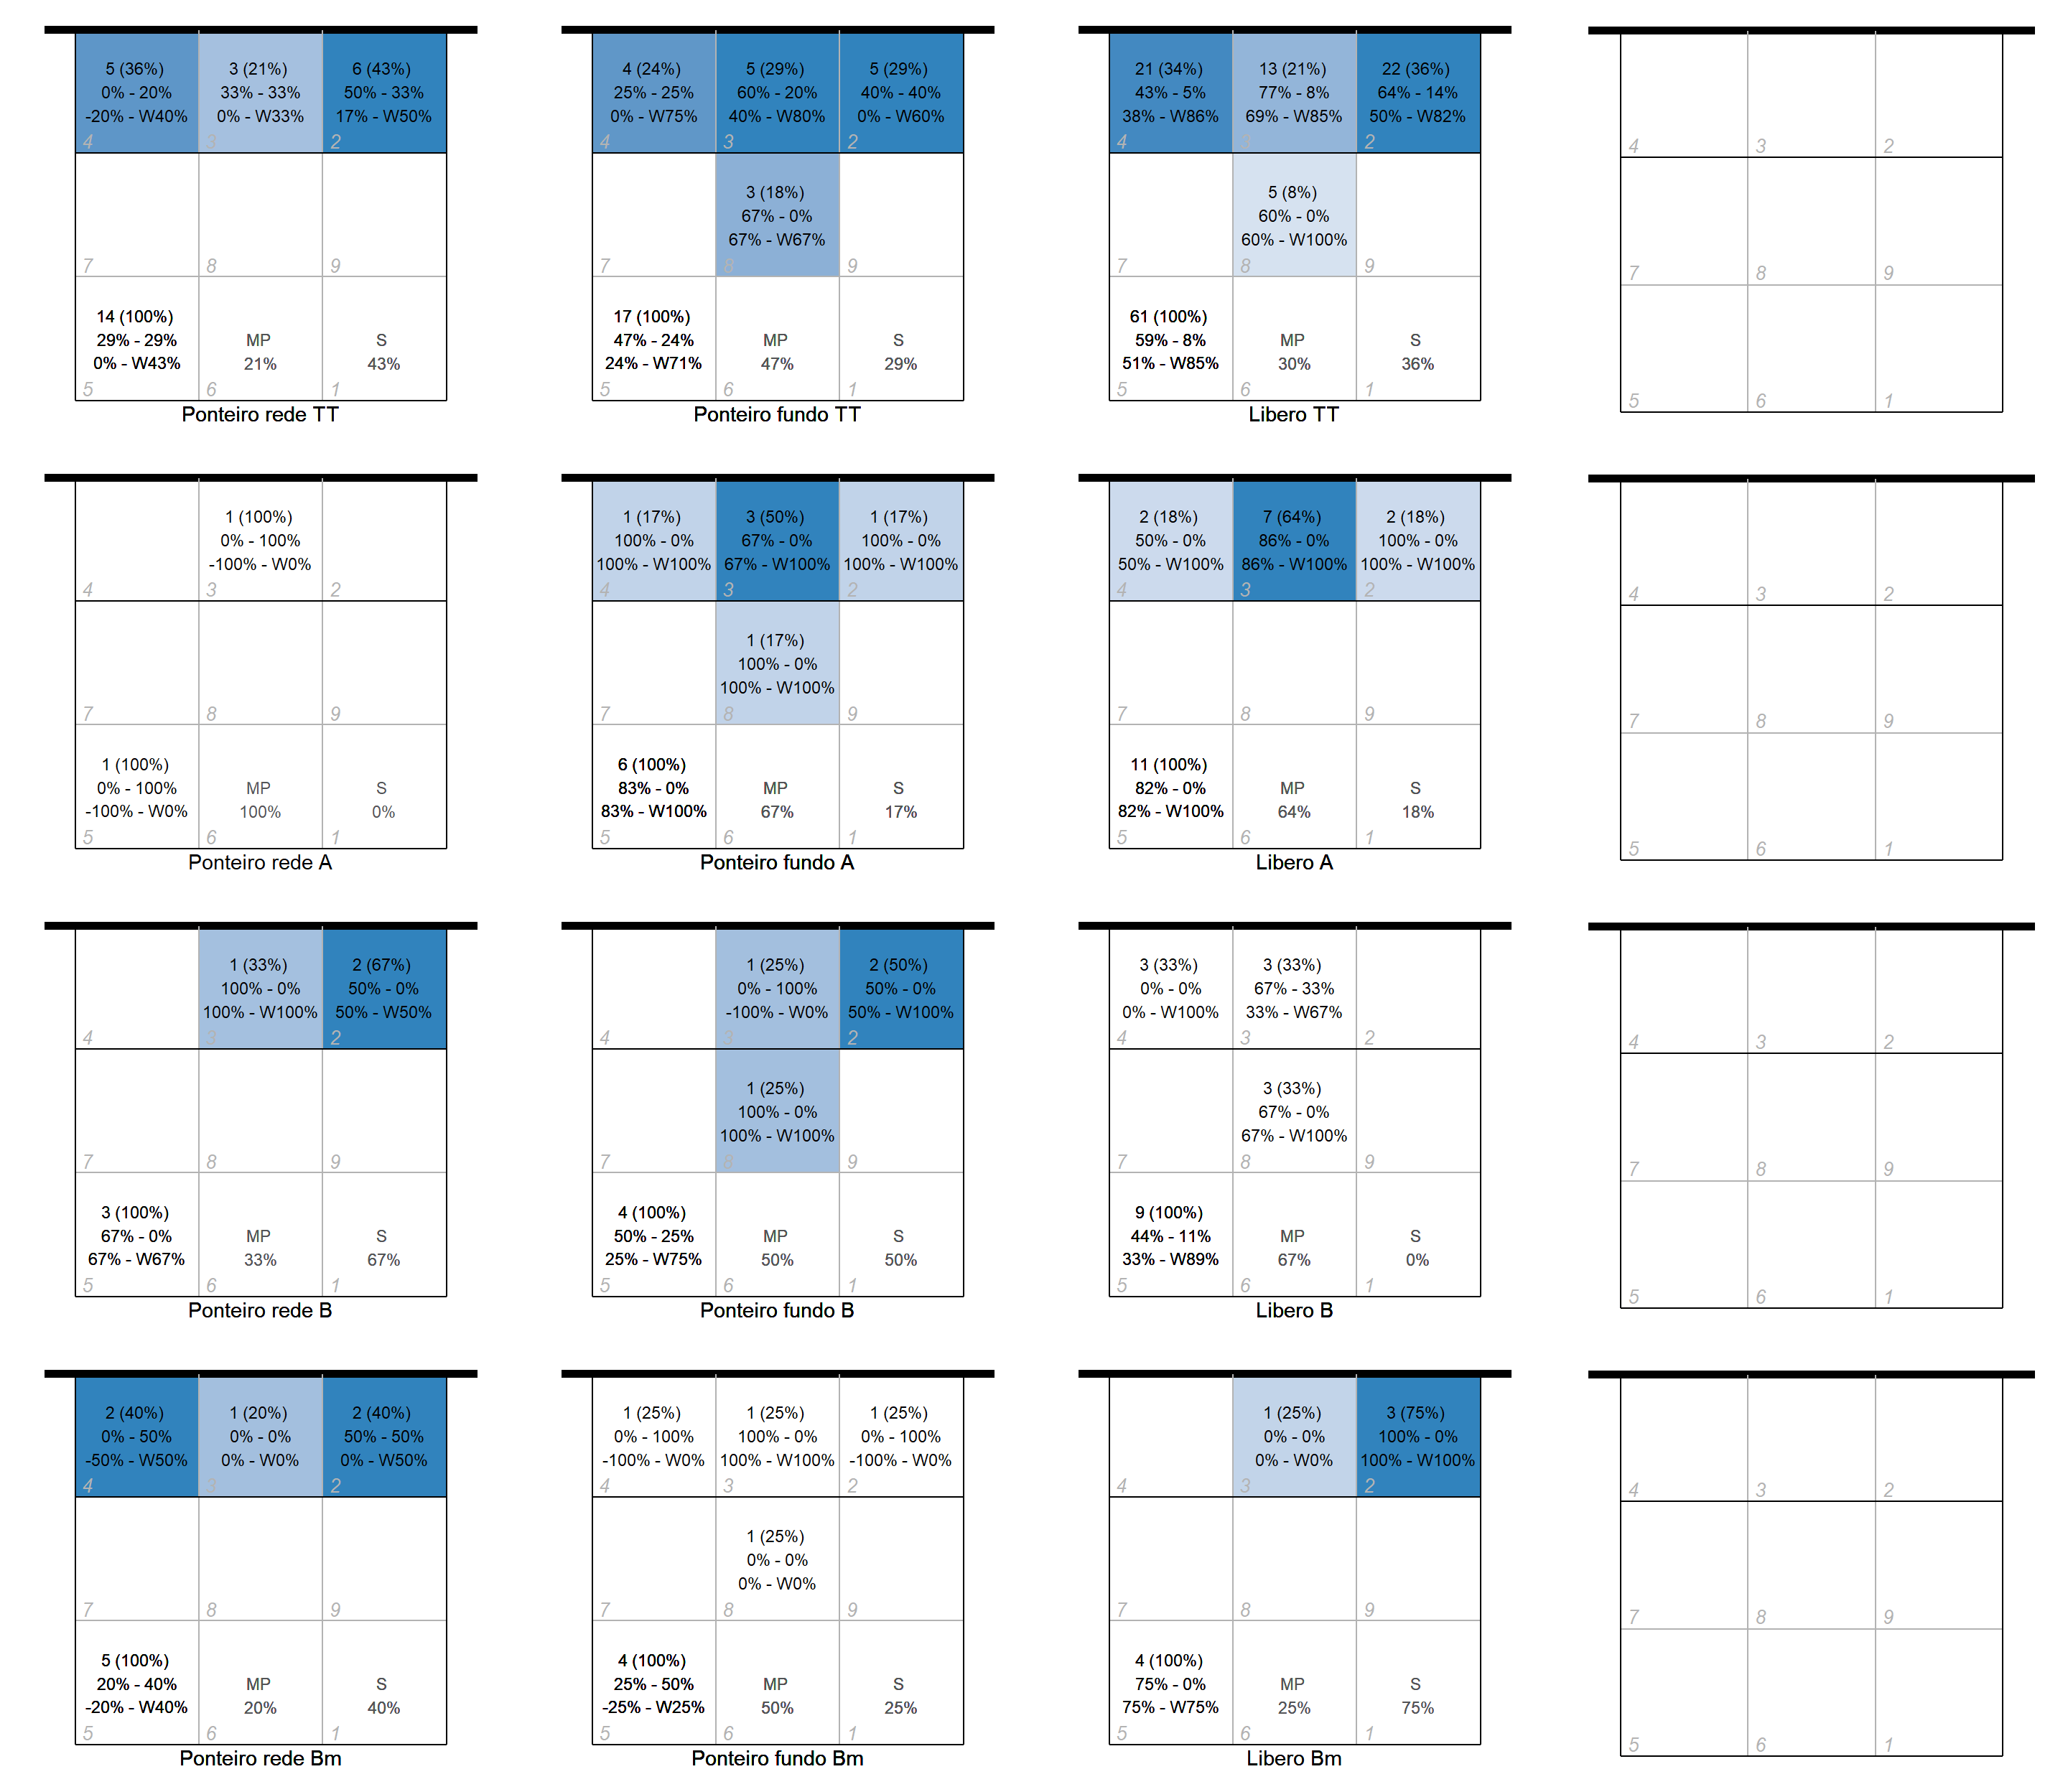 5 (36%)
0% - 20%
-20% - W40%
4
3 (21%)
33% - 33%
0% - W33%
3
6 (43%)
50% - 33%
17% - W50%
2
7
8
9
14 (100%)
29% - 29%
0% - W43%
5
MP
21%
6
S
43%
1
Ponteiro rede TT
4 (24%)
25% - 25%
0% - W75%
4
5 (29%)
60% - 20%
40% - W80%
3
5 (29%)
40% - 40%
0% - W60%
2
7
3 (18%)
67% - 0%
67% - W67%
8
9
17 (100%)
47% - 24%
24% - W71%
5
MP
47%
6
S
29%
1
Ponteiro fundo TT
21 (34%)
43% - 5%
38% - W86%
4
13 (21%)
77% - 8%
69% - W85%
3
22 (36%)
64% - 14%
50% - W82%
2
7
5 (8%)
60% - 0%
60% - W100%
8
9
61 (100%)
59% - 8%
51% - W85%
5
MP
30%
6
S
36%
1
Libero TT
4
3
2
7
8
9
5
6
1
4
1 (100%)
0% - 100%
-100% - W0%
3
2
7
8
9
1 (100%)
0% - 100%
-100% - W0%
5
MP
100%
6
S
0%
1
Ponteiro rede A
1 (17%)
100% - 0%
100% - W100%
4
3 (50%)
67% - 0%
67% - W100%
3
1 (17%)
100% - 0%
100% - W100%
2
7
1 (17%)
100% - 0%
100% - W100%
8
9
6 (100%)
83% - 0%
83% - W100%
5
MP
67%
6
S
17%
1
Ponteiro fundo A
2 (18%)
50% - 0%
50% - W100%
4
7 (64%)
86% - 0%
86% - W100%
3
2 (18%)
100% - 0%
100% - W100%
2
7
8
9
11 (100%)
82% - 0%
82% - W100%
5
MP
64%
6
S
18%
1
Libero A
4
3
2
7
8
9
5
6
1
4
1 (33%)
100% - 0%
100% - W100%
3
2 (67%)
50% - 0%
50% - W50%
2
7
8
9
3 (100%)
67% - 0%
67% - W67%
5
MP
33%
6
S
67%
1
Ponteiro rede B
4
1 (25%)
0% - 100%
-100% - W0%
3
2 (50%)
50% - 0%
50% - W100%
2
7
1 (25%)
100% - 0%
100% - W100%
8
9
4 (100%)
50% - 25%
25% - W75%
5
MP
50%
6
S
50%
1
Ponteiro fundo B
3 (33%)
0% - 0%
0% - W100%
4
3 (33%)
67% - 33%
33% - W67%
3
2
7
3 (33%)
67% - 0%
67% - W100%
8
9
9 (100%)
44% - 11%
33% - W89%
5
MP
67%
6
S
0%
1
Libero B
4
3
2
7
8
9
5
6
1
2 (40%)
0% - 50%
-50% - W50%
4
1 (20%)
0% - 0%
0% - W0%
3
2 (40%)
50% - 50%
0% - W50%
2
7
8
9
5 (100%)
20% - 40%
-20% - W40%
5
MP
20%
6
S
40%
1
Ponteiro rede Bm
1 (25%)
0% - 100%
-100% - W0%
4
1 (25%)
100% - 0%
100% - W100%
3
1 (25%)
0% - 100%
-100% - W0%
2
7
1 (25%)
0% - 0%
0% - W0%
8
9
4 (100%)
25% - 50%
-25% - W25%
5
MP
50%
6
S
25%
1
Ponteiro fundo Bm
4
1 (25%)
0% - 0%
0% - W0%
3
3 (75%)
100% - 0%
100% - W100%
2
7
8
9
4 (100%)
75% - 0%
75% - W75%
5
MP
25%
6
S
75%
1
Libero Bm
4
3
2
7
8
9
5
6
1